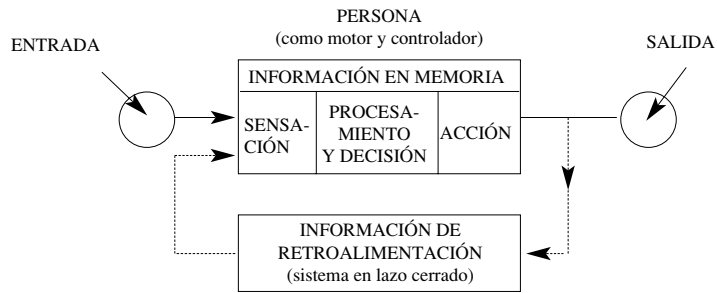 PERSONA
(como motor y controlador)
ENTRADA
SALIDA
INFORMACIÓN EN MEMORIA
SENSA-
CIÓN
PROCESA-
MIENTO
Y DECISIÓN
ACCIÓN
INFORMACIÓN DE
RETROALIMENTACIÓN
(sistema en lazo cerrado)